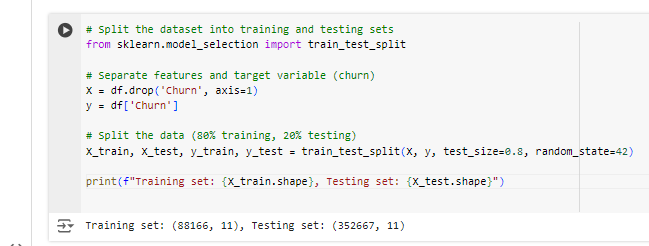 # Split the dataset into training and testing sets
from sklearn.model_selection import train_test_split
# Separate features and target variable (churn)
X = df.drop('Churn', axis=1)
y = df['Churn']
# Split the data (80% training, 20% testing)
X_train, X_test, y_train, y_test = train_test_split(X, y, test_size=0.8, random_state=42)
print(f"Training set: {X_train.shape}, Testing set: {X_test.shape}")
Training set: (88166, 11), Testing set: (352667, 11)